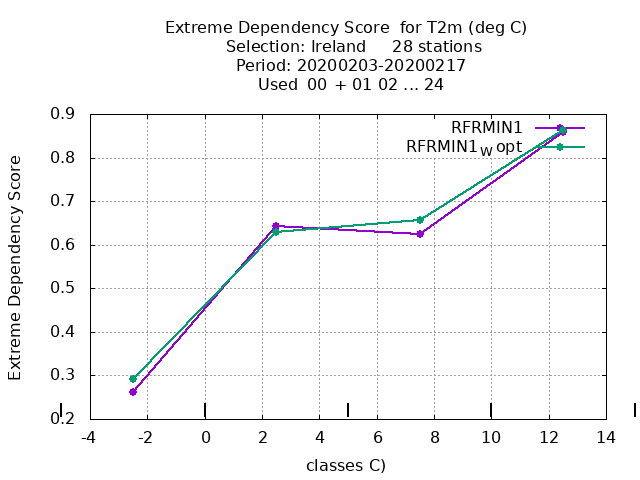 Extreme Dependency Score  for T2m (deg C)
Selection: Ireland     28 stations
Period: 20200203-20200217
Used  00 + 01 02 ... 24
RFRMIN1
RFRMIN1W opt
Extreme Dependency Score
0.9
0.8
0.7
0.6
0.5
0.4
0.3
0.2
-4 -2 0 2 4 6 8 10 12 14
classes C)